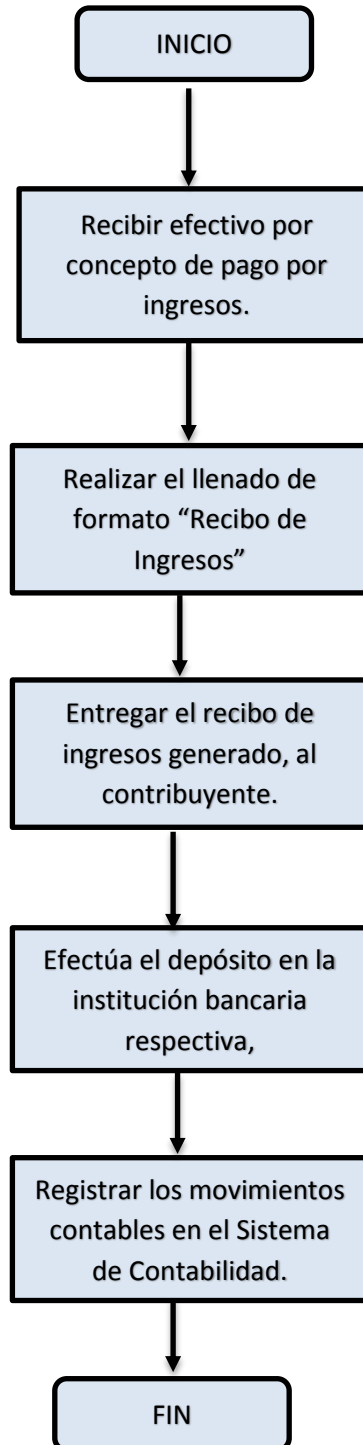 INICIO
Recibir efectivo por
concepto de pago por
ingresos.
Realizar el llenado de
formato “Recibo de
Ingresos”
Entregar el recibo de
ingresos generado, al
contribuyente.
Efectúa el depósito en la
institución bancaria
respectiva,
Registrar los movimientos
contables en el Sistema
de Contabilidad.
FIN